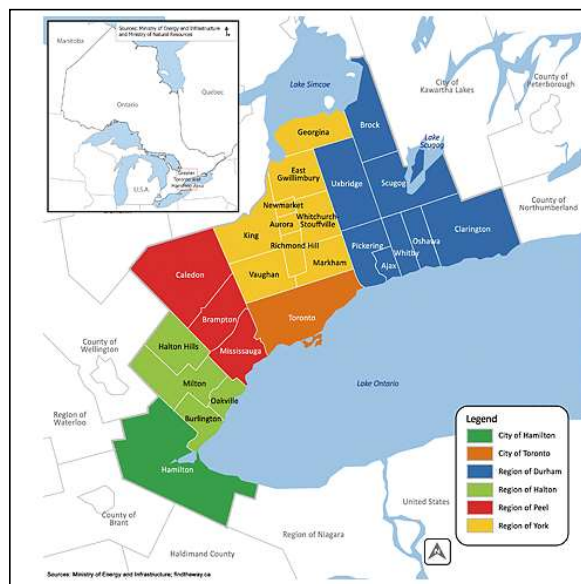 Sources: Ministry of Energy and Infrastructure
and Ministry of Natural Resources
Manitoba
Ontario
Quebec
U.S.A.
Greater
Toronto and
Hamilton Area
Lake Simcoe
City of
Kawartha Lakes
County of
Peterborough
Georgina
Brock
Lake
Scugog
East
Gwillimbury
Uxbridge
Scugog
County of
Northumberland
Newmarket
Whitchurch-
Stouffville
Aurora
King
Richmond Hill
Pickering
Whitby
Oshawa
Clarington
Ajax
Vaughan
Markham
Caledon
Brampton
Toronto
Mississauga
Halton Hills
County of
Wellington
Milton
Oakville
Lake Ontario
Burlington
Region of
Waterloo
Hamilton
Legend
City of Hamilton
City of Toronto
Region of Durham
Region of Halton
Region of Peel
Region of York
United States
County of
Brant
Region of Niagara
Haldimand County
Sources: Ministry of Energy and Infrastructure; findtheway.ca